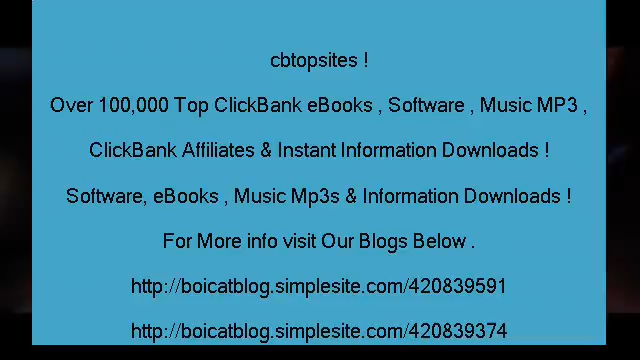 cbtopsites !
Over 100,000 Top ClickBank eBooks , Software , Music MP3 ,
ClickBank Affiliates & Instant Information Downloads !
Software, eBooks , Music Mp3s & Information Downloads !
For More info visit Our Blogs Below .
http://boicatblog.simplesite.com/420839591
http://boicatblog.simplesite.com/420839374